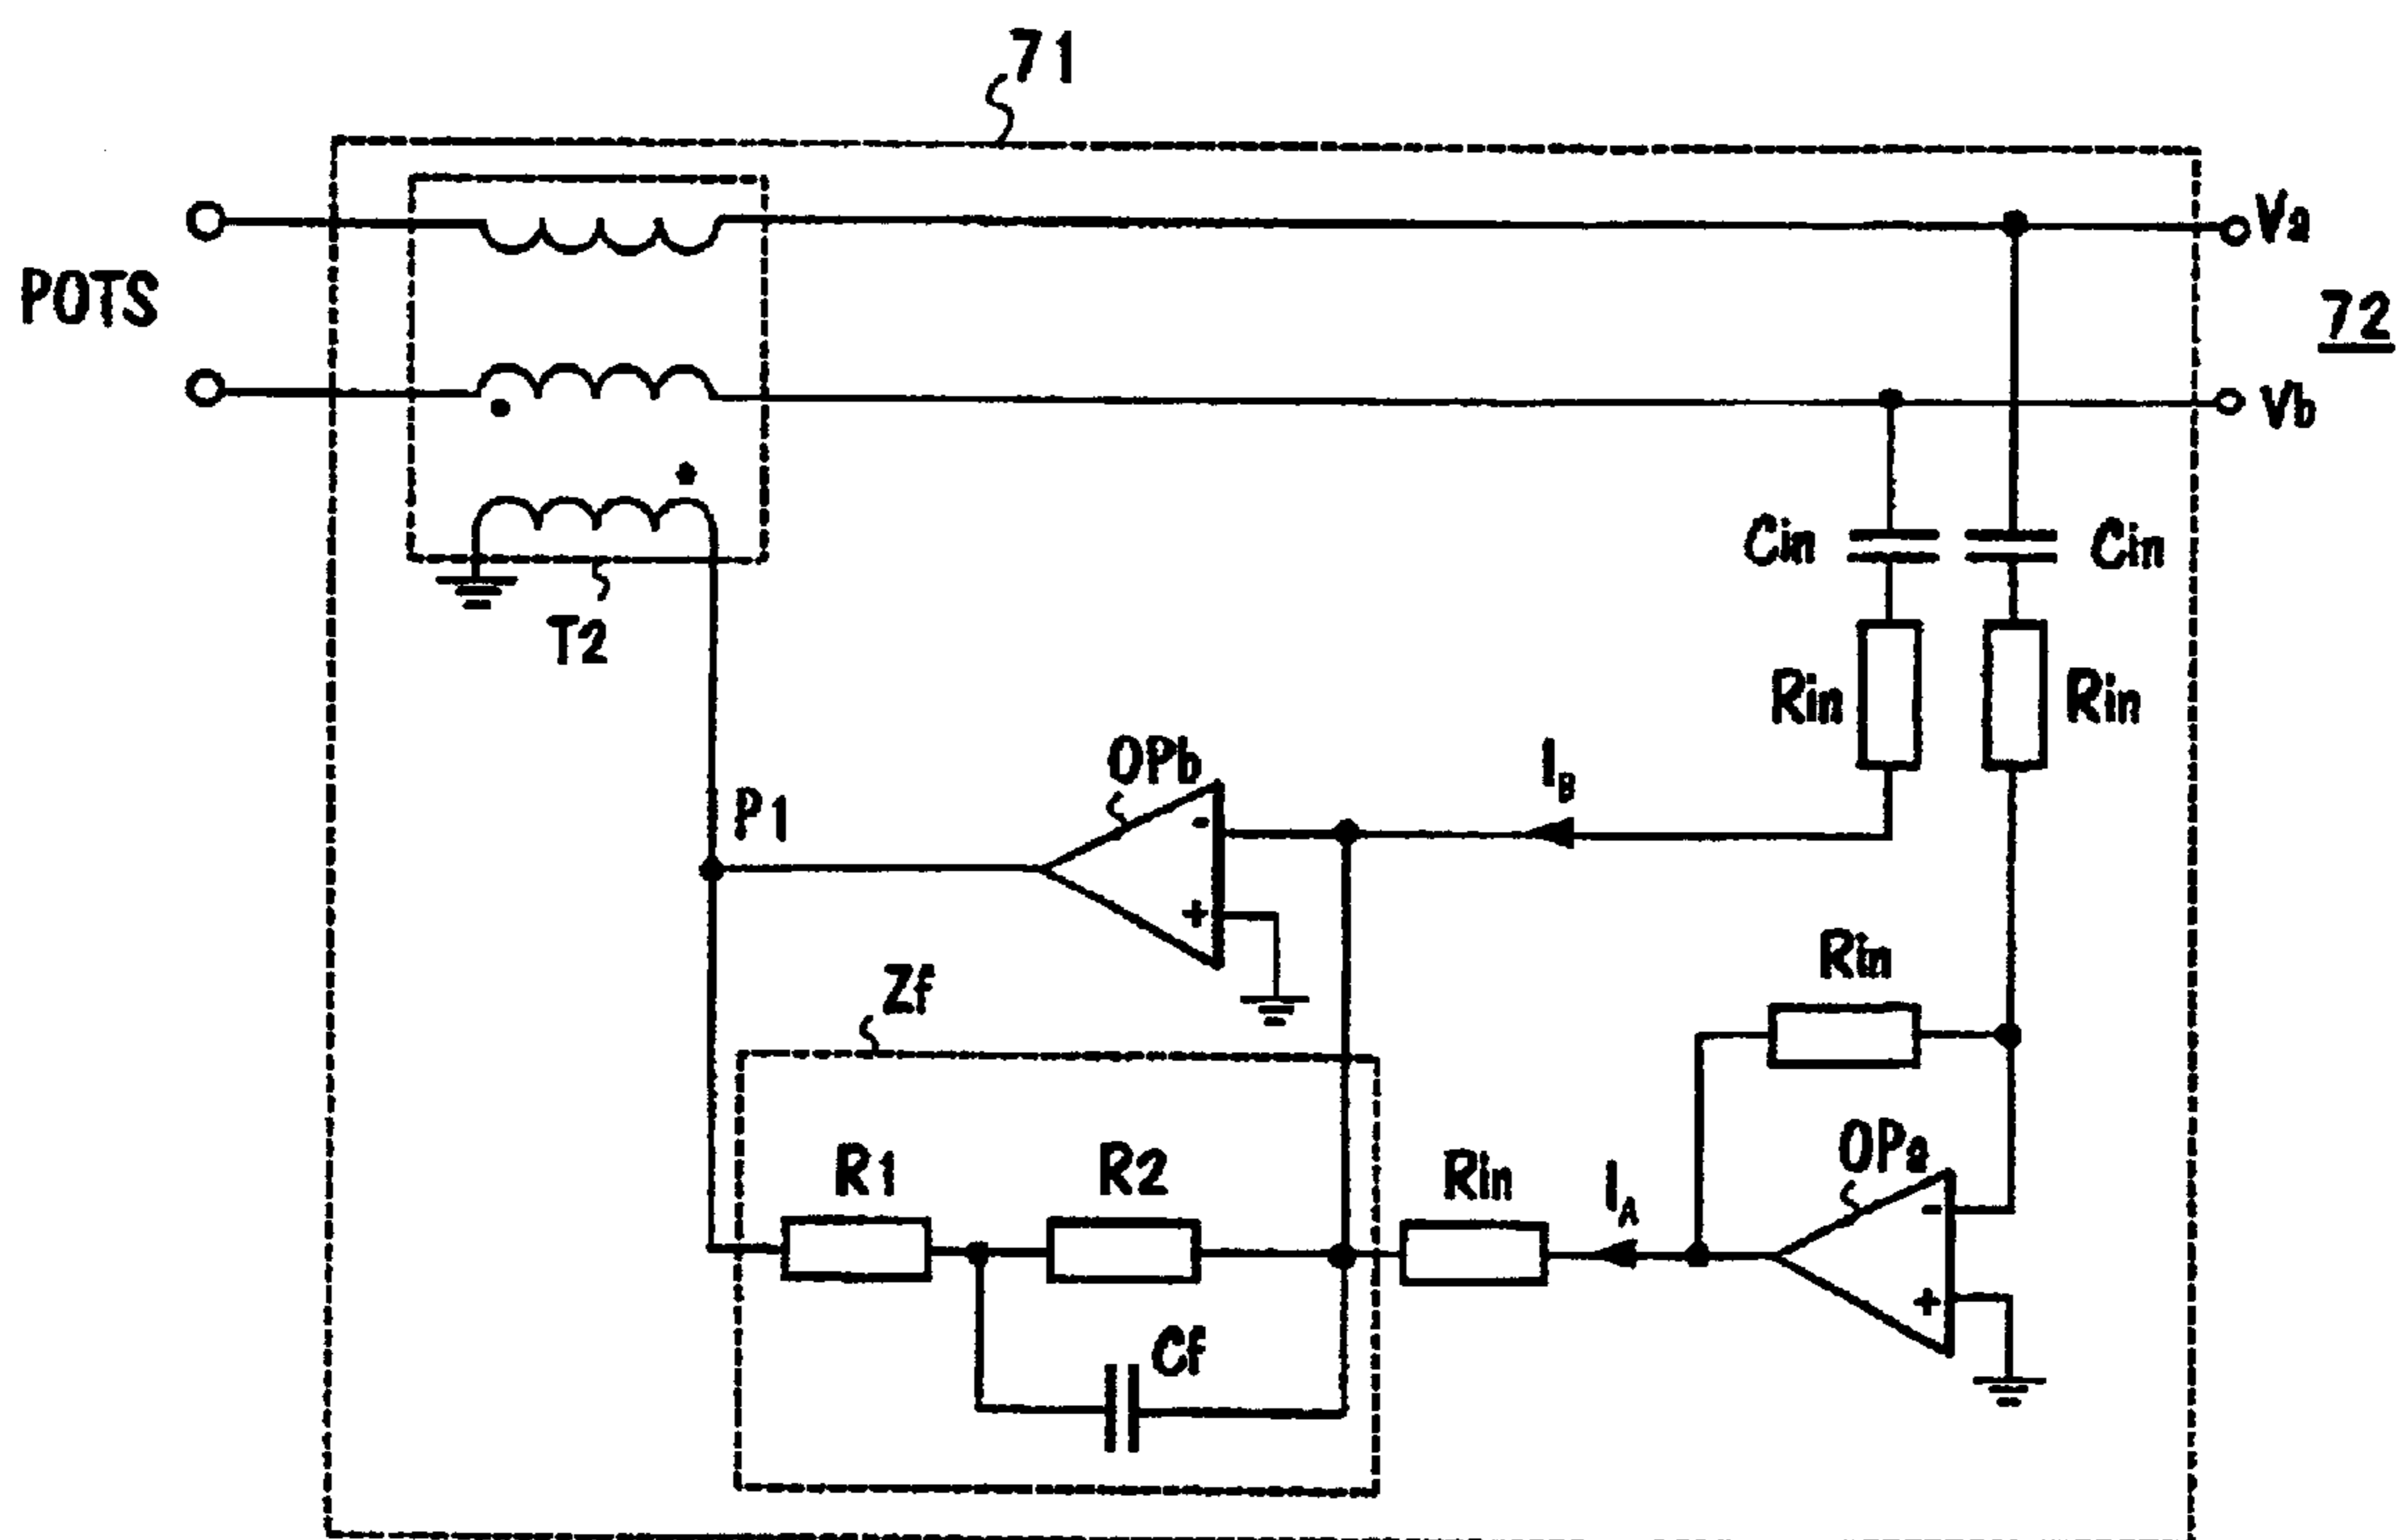 71
Va
POTS
72
Vb
Cin
Cin
T2
Rin
Rin
OPb
IB
P1
-
+
Rin
Zf
OPa
R1
R2
Rin
IA
-
+
Cf